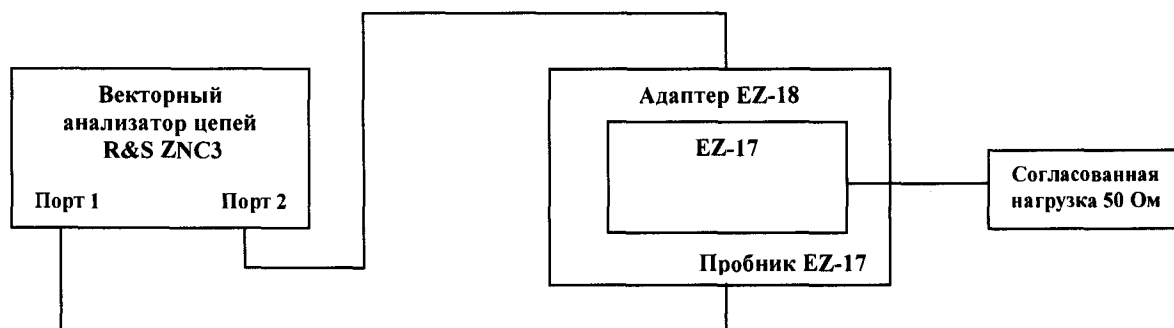 Векторный
анализатор цепей
R&S ZNC3
Порт 1
Порт 2
Адаптер EZ-18
EZ-17
Пробник EZ-17
Согласованная
нагрузка 50 Ом